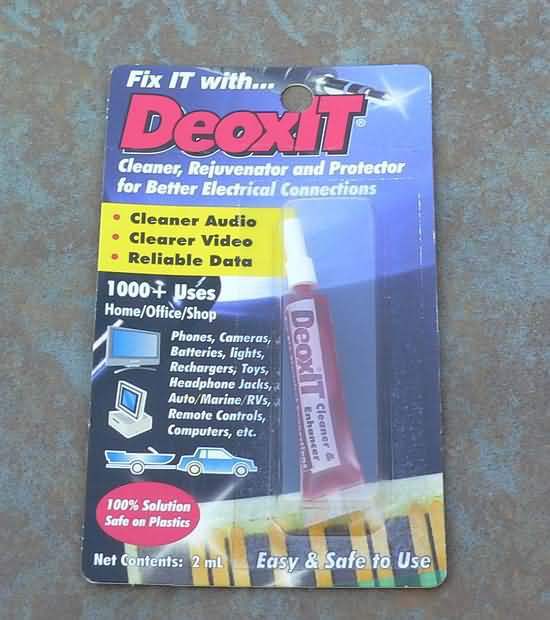 Fix IT with...
DeoxIT®
Cleaner, Rejuvenator and Protector
for Better Electrical Connections
• Cleaner Audio
• Clearer Video
• Reliable Data
1000+ Uses
Home/Office/Shop
Phones, Cameras,
Batteries, lights,
Rechargers, Toys,
Headphone Jacks,
Auto/Marine/RVs,
Remote Controls,
Computers, etc.
DeoxIT
Cleaner &
Enhancer
100% Solution
Safe on Plastics
Net Contents: 2 mL
Easy & Safe to Use